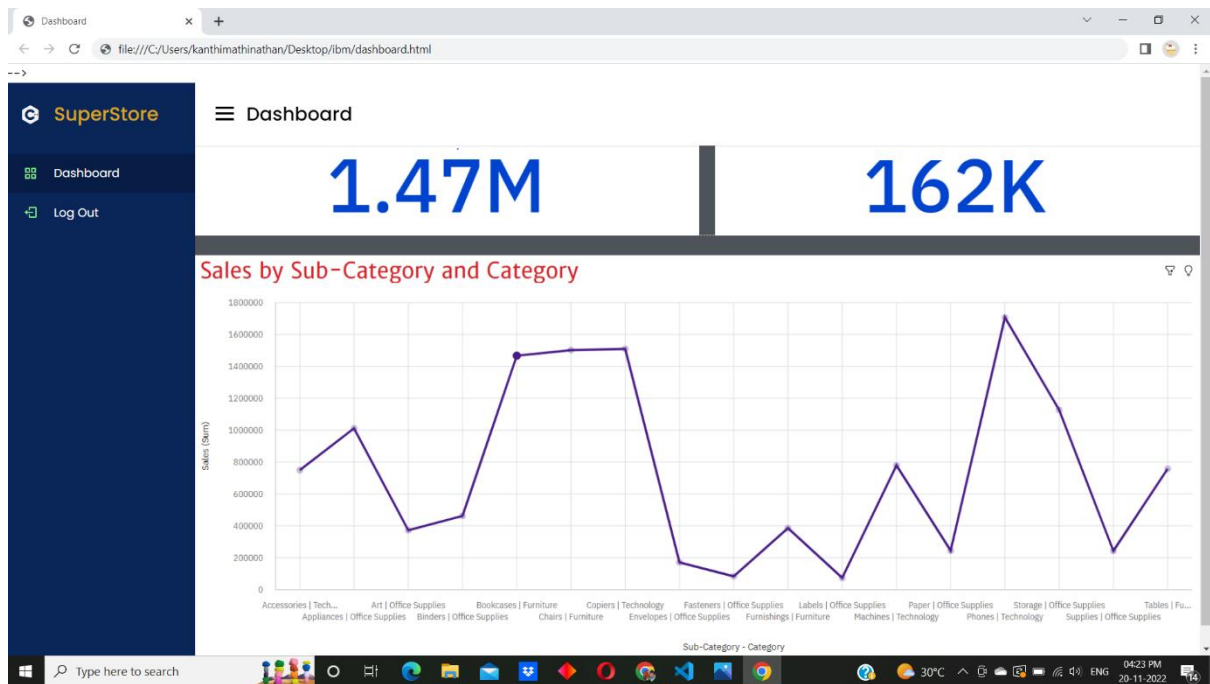 Dashboard
file:///C:/Users/kanthimathinathan/Desktop/ibm/dashboard.html
-->
SuperStore
Dashboard
Dashboard
Log Out
1.47M
162K
Sales by Sub-Category and Category
1800000
1600000
1400000
1200000
1000000
800000
600000
400000
200000
0
Sales (Sum)
Accessories | Tech... Art | Office Supplies Bookcases | Furniture Copiers | Technology Fasteners | Office Supplies Labels | Office Supplies Paper | Office Supplies Storage | Office Supplies Tables | Fu...
Appliances | Office Supplies Binders | Office Supplies Chairs | Furniture Envelopes | Office Supplies Furnishings | Furniture Machines | Technology Phones | Technology Supplies | Office Supplies
Sub-Category - Category
Type here to search
30°C
ENG
04:23 PM
20-11-2022
14